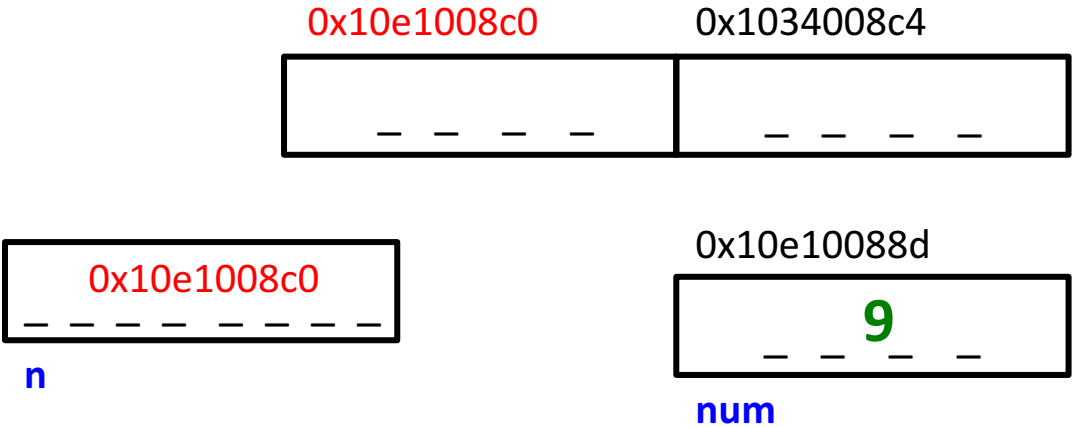 0x10e1008c0 0x1034008c4
_ _ _ _ _ _ _ _
0x10e10088d
0x10e1008c0
9
_ _ _ _ _ _ _ _ _ _ _ _
n
num